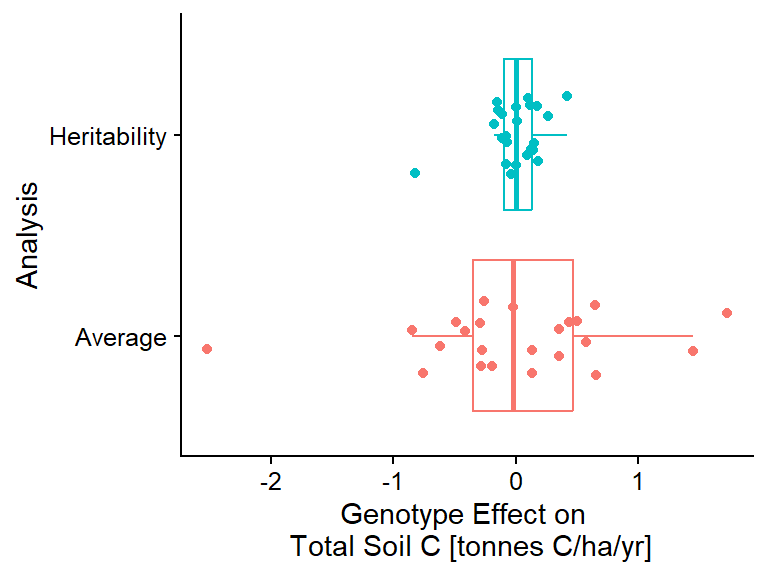 Analysis
Heritability
Average
-2
-1
0
1
Genotype Effect on
Total Soil C [tonnes C/ha/yr]